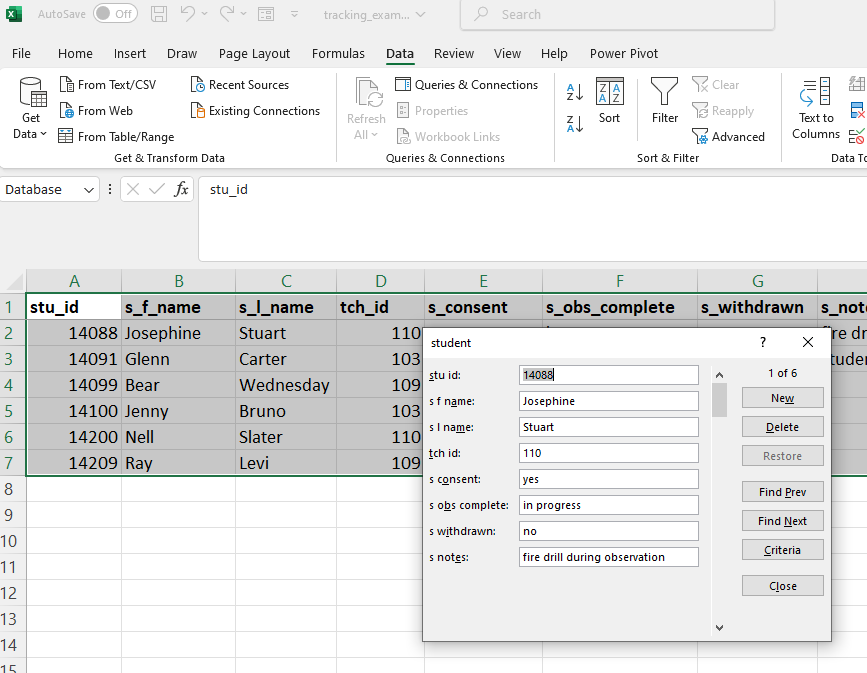 AutoSave Off tracking_exam... Search
File Home Insert Draw Page Layout Formulas Data Review View Help Power Pivot
Get Data
From Text/CSV
From Web
From Table/Range
Recent Sources
Existing Connections
Get & Transform Data
Refresh All
Queries & Connections
Properties
Workbook Links
Queries & Connections
Sort
Filter
Clear
Reapply
Advanced
Sort & Filter
Text to Columns
Data To
Database fx stu_id
A B C D E F G
1 stu_id s_f_name s_l_name tch_id s_consent s_obs_complete s_withdrawn s_note
2 14088 Josephine Stuart 110
3 14091 Glenn Carter 103
4 14099 Bear Wednesday 109
5 14100 Jenny Bruno 103
6 14200 Nell Slater 110
7 14209 Ray Levi 109
8
9
10
11
12
13
14
15
student ? 
stu id: 14088 1 of 6
s f name: Josephine New
s l name: Stuart Delete
tch id: 110 Restore
s consent: yes
s obs complete: in progress Find Prev
s withdrawn: no Find Next
s notes: fire drill during observation Criteria
Close